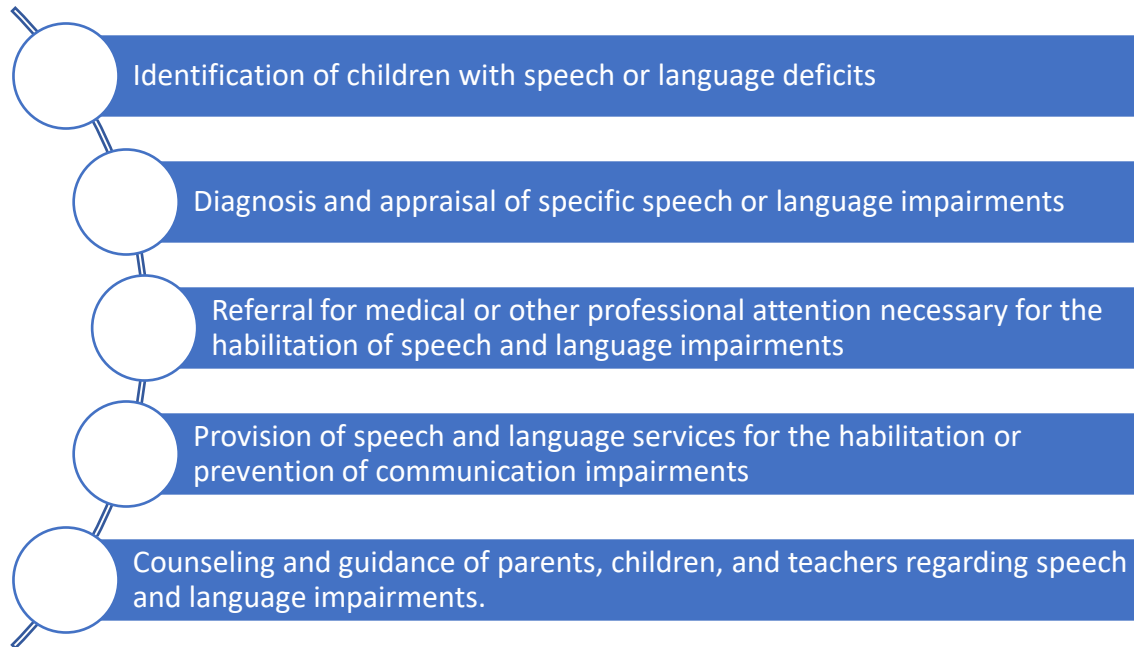 Identification of children with speech or language deficits
Diagnosis and appraisal of specific speech or language impairments
Referral for medical or other professional attention necessary for the
habilitation of speech and language impairments
Provision of speech and language services for the habilitation or
prevention of communication impairments
Counseling and guidance of parents, children, and teachers regarding speech
and language impairments.